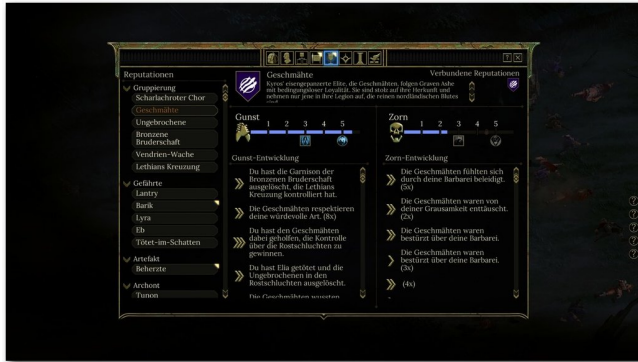 Reputationen
Gruppierung
Scharlachroter Chor
Geschmähte
Ungebrochene
Bronzene
Bruderschaft
Vendrien-Wache
Lethians Kreuzung
Gefährte
Lantry
Barik
Lyra
Eb
Tötet-im-Schatten
Artefakt
Beherzte
Archont
Tunon
? X
Geschmähte
Verbundene Reputationen
Kyros' eisengepanzerte Elite, die Geschmähten, folgen Graven Ashe
mit bedingungsloser Loyalität. Sie sind stolz auf ihre Herkunft und
nehmen nur jene in ihre Legion auf, die reinen nordländischen Blutes
sind
Gunst
1 2 3 4 5
Gunst-Entwicklung
Du hast die Garnison der
Bronzenen Bruderschaft
ausgelöscht, die Lethians
Kreuzung kontrolliert hat.
Die Geschmähten respektieren
deine würdevolle Art. (8x)
Du hast den Geschmähten
dabei geholfen, die Kontrolle
über die Rostschluchten zu
gewinnen.
Du hast Elia getötet und die
Ungebrochenen in den
Rostschluchten ausgelöscht.
Die Geschmähten wussten
Zorn
1 2 3 4 5
Zorn-Entwicklung
Die Geschmähten fühlten sich
durch deine Barbarei beleidigt.
(5x)
Die Geschmähten waren von
deiner Grausamkeit enttäuscht.
(2x)
Die Geschmähten waren
bestürzt über deine Barbarei.
Die Geschmähten waren
bestürzt über deine Barbarei.
(3x)
(4x)